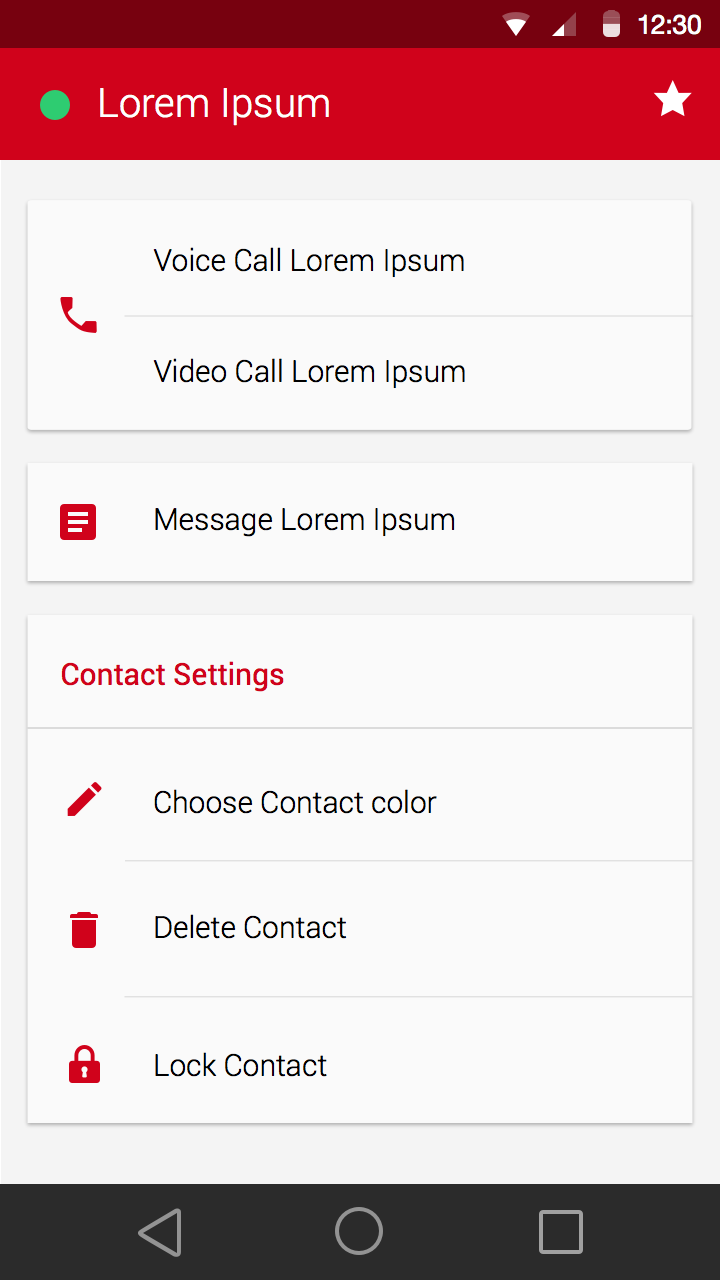 12:30
Lorem Ipsum
Voice Call Lorem Ipsum
Video Call Lorem Ipsum
Message Lorem Ipsum
Contact Settings
Choose Contact color
Delete Contact
Lock Contact